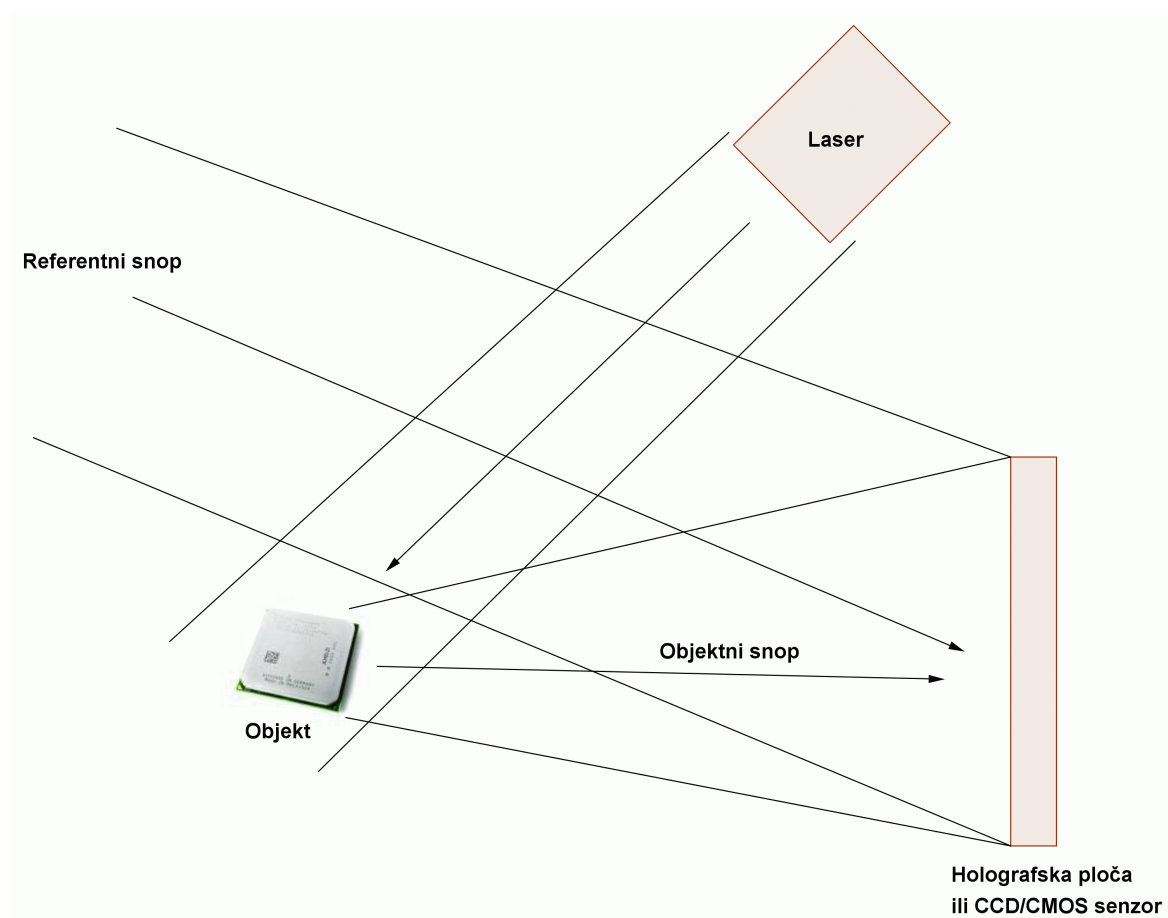 Laser
Referentni snop
Objektni snop
Objekt
Holografska ploča
ili CCD/CMOS senzor